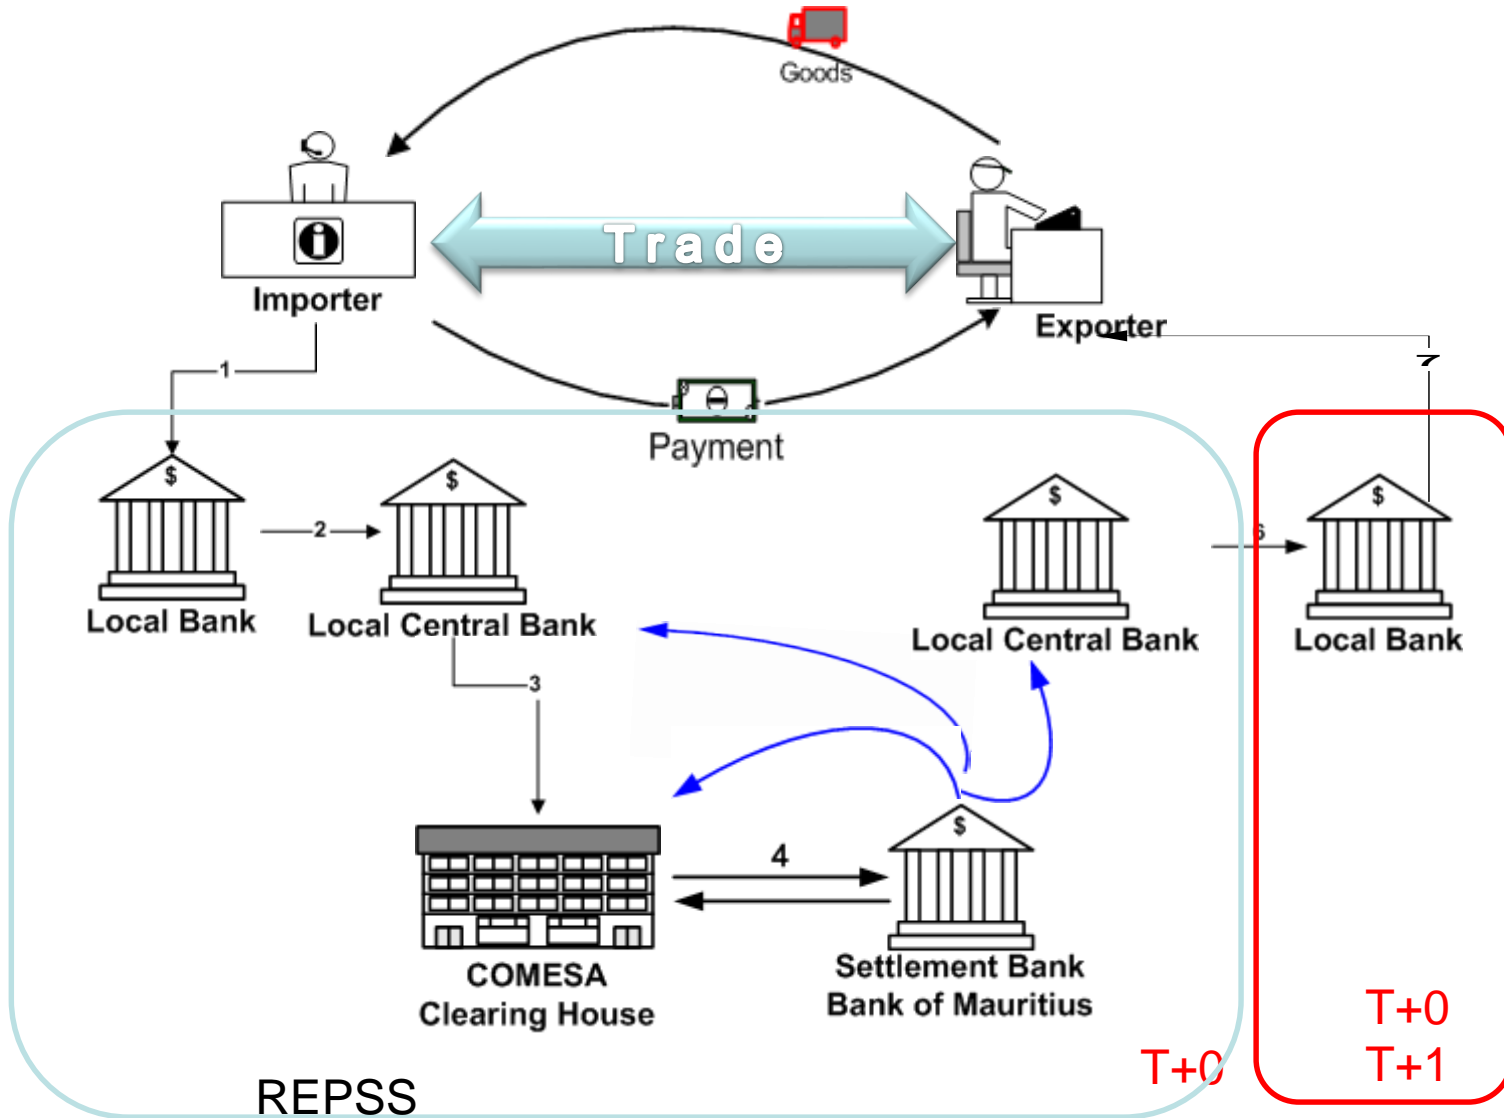 Goods
Trade
Importer
Exporter
1
7
Payment
$
$
$
$
2
6
Local Bank
Local Central Bank
Local Central Bank
Local Bank
3
$
4
COMESA
Clearing House
Settlement Bank
Bank of Mauritius
T+0
T+0
T+1
REPSS